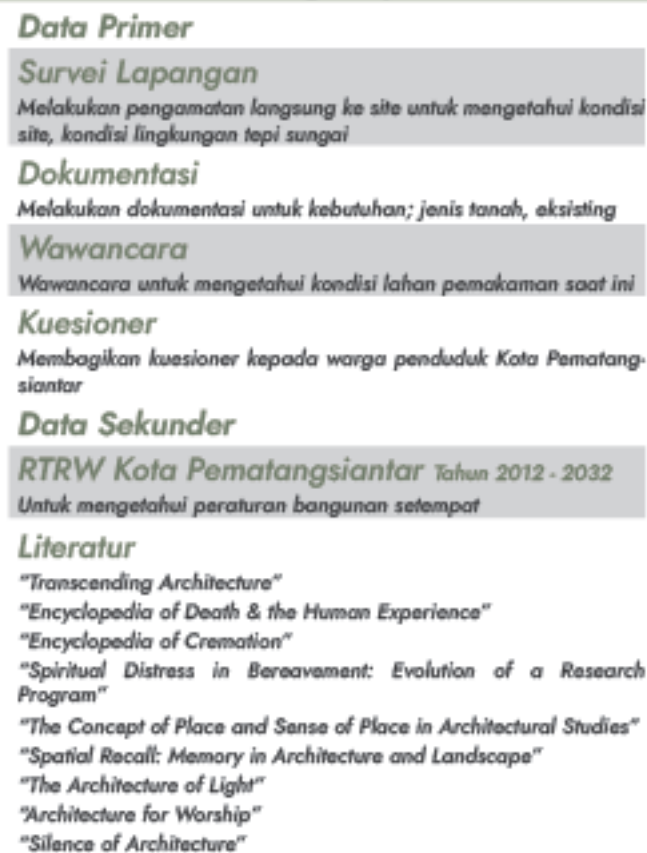 Data Primer
Survei Lapangan
Melakukan pengamatan langsung ke site untuk mengetahui kondisi
site, kondisi lingkungan tepi sungai
Dokumentasi
Melakukan dokumentasi untuk kebutuhan; jenis tanah, eksisting
Wawancara
Wawancara untuk mengetahui kondisi lahan pemakaman saat ini
Kuesioner
Membagikan kuesioner kepada warga penduduk Kota Pematang-
siantar
Data Sekunder
RTRW Kota Pematangsiantar Tahun 2012 - 2032
Untuk mengetahui peraturan bangunan setempat
Literatur
"Transcending Architecture"
"Encyclopedia of Death & the Human Experience"
"Encyclopedia of Cremation"
"Spiritual Distress in Bereavement: Evolution of a Research
Program"
"The Concept of Place and Sense of Place in Architectural Studies"
"Spatial Recall: Memory in Architecture and Landscape"
"The Architecture of Light"
"Architecture for Worship"
"Silence of Architecture"